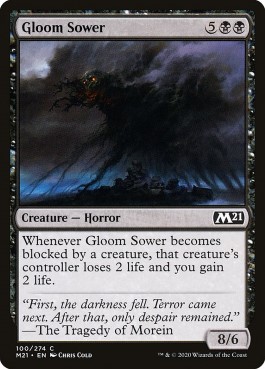 Gloom Sower 5
Creature — Horror M21
Whenever Gloom Sower becomes
blocked by a creature, that creature's
controller loses 2 life and you gain
2 life.
"First, the darkness fell. Terror came
next. After that, only despair remained."
—The Tragedy of Morein
8/6
100/274 C
M21 • EN Chris Cold ™ & © 2020 Wizards of the Coast